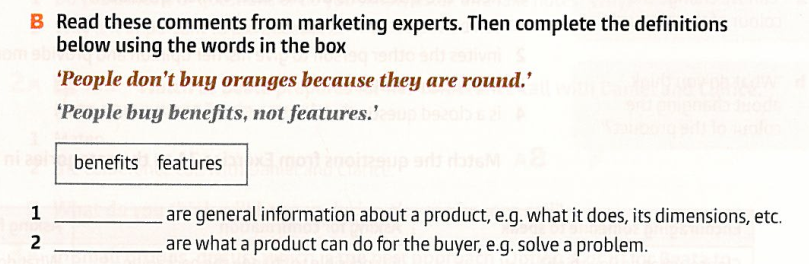 B Read these comments from marketing experts. Then complete the definitions
below using the words in the box
‘People don’t buy oranges because they are round.’
‘People buy benefits, not features.’
benefits features
1 ____________ are general information about a product, e.g. what it does, its dimensions, etc.
2 ____________ are what a product can do for the buyer, e.g. solve a problem.